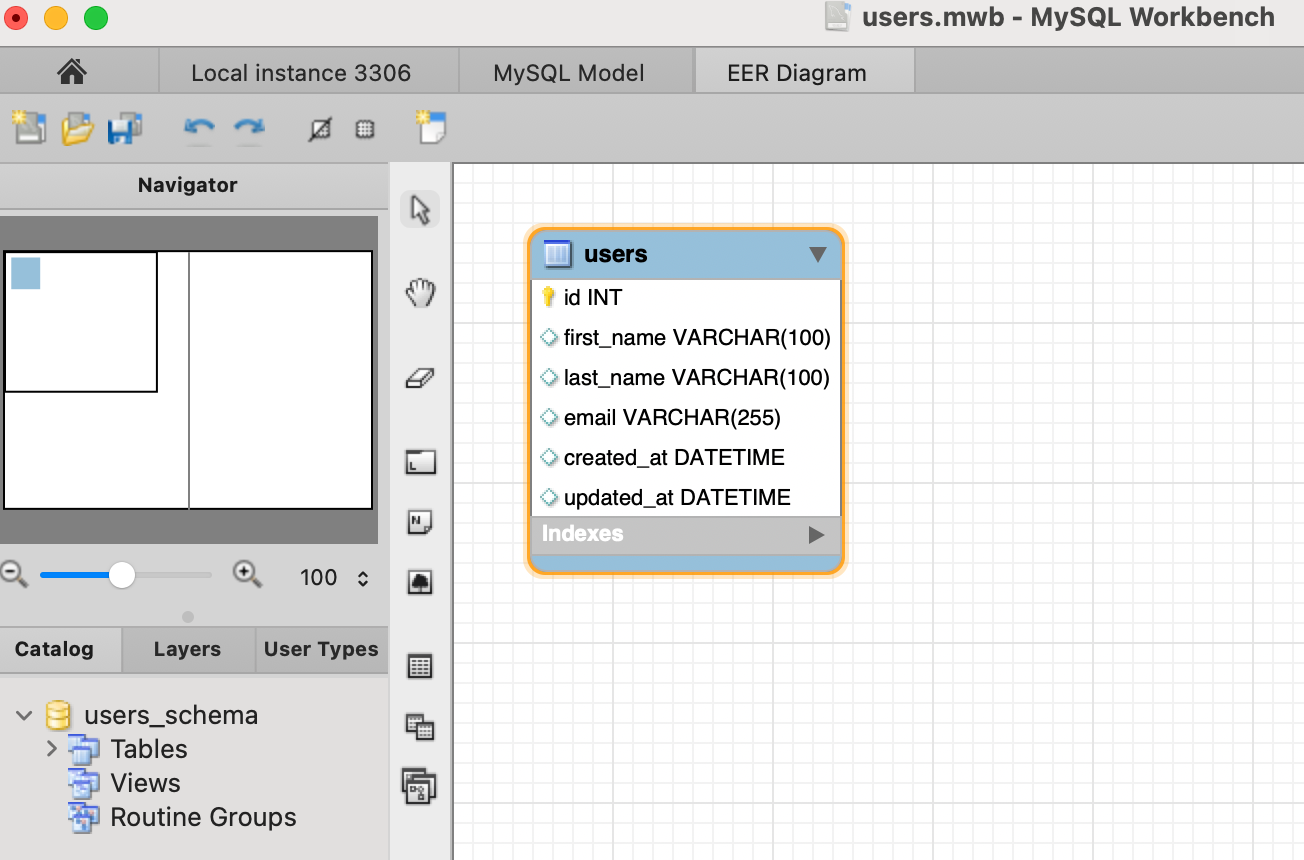 users.mwb - MySQL Workbench
Local instance 3306
MySQL Model
EER Diagram
Navigator
100
Catalog
Layers
User Types
users_schema
Tables
Views
Routine Groups
users
id INT
first_name VARCHAR(100)
last_name VARCHAR(100)
email VARCHAR(255)
created_at DATETIME
updated_at DATETIME
Indexes